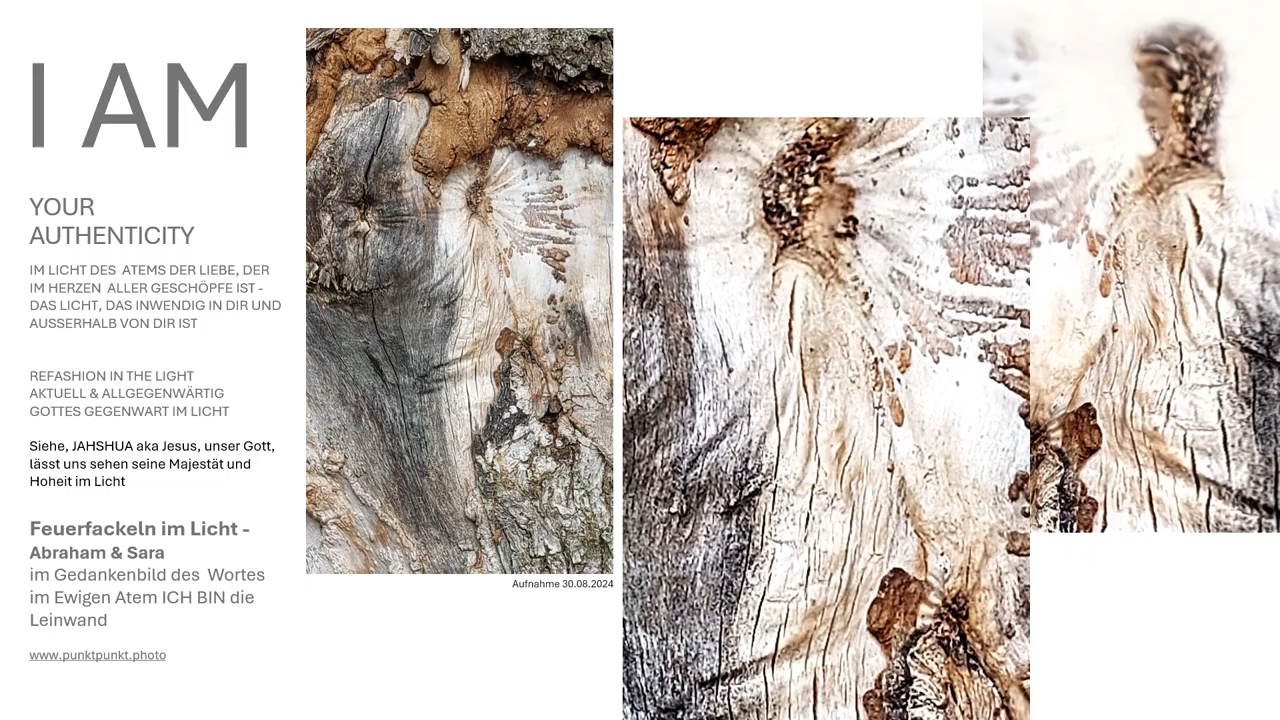 I AM
YOUR
AUTHENTICITY
IM LICHT DES ATEMS DER LIEBE, DER
IM HERZEN ALLER GESCHÖPFE IST -
DAS LICHT, DAS INWENDIG IN DIR UND
AUSSERHALB VON DIR IST
REFASHION IN THE LIGHT
AKTUELL & ALLGEGENWÄRTIG
GOTTES GEGENWART IM LICHT
Siehe, JAHSHUA aka Jesus, unser Gott,
lässt uns sehen seine Majestät und
Hoheit im Licht
Feuerfackeln im Licht -
Abraham & Sara
im Gedankenbild des Wortes
im Ewigen Atem ICH BIN die
Leinwand
www.punktpunkt.photo
Aufnahme 30.08.2024